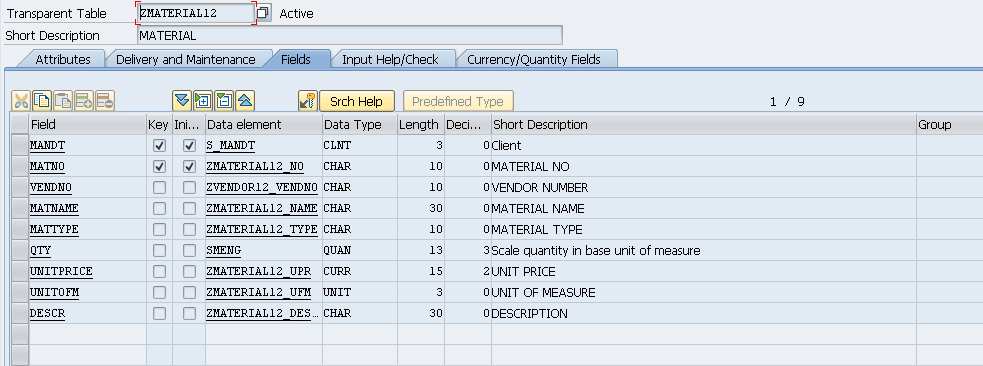 Transparent Table ZMATERIAL12 Active
Short Description MATERIAL
Attributes Delivery and Maintenance Fields Input Help/Check Currency/Quantity Fields
Srch Help Predefined Type 1 / 9
Field Key Ini... Data element Data Type Length Deci... Short Description Group
MANDT S_MANDT CLNT 3 0 Client
MATNO ZMATERIAL12_NO CHAR 10 0 MATERIAL NO
VENDNO ZVENDOR12_VENDNO CHAR 10 0 VENDOR NUMBER
MATNAME ZMATERIAL12_NAME CHAR 30 0 MATERIAL NAME
MATTYPE ZMATERIAL12_TYPE CHAR 10 0 MATERIAL TYPE
QTY SMENG QUAN 13 3 Scale quantity in base unit of measure
UNITPRICE ZMATERIAL12_UPR CURR 15 2 UNIT PRICE
UNITOFM ZMATERIAL12_UFM UNIT 3 0 UNIT OF MEASURE
DESCR ZMATERIAL12_DES... CHAR 30 0 DESCRIPTION